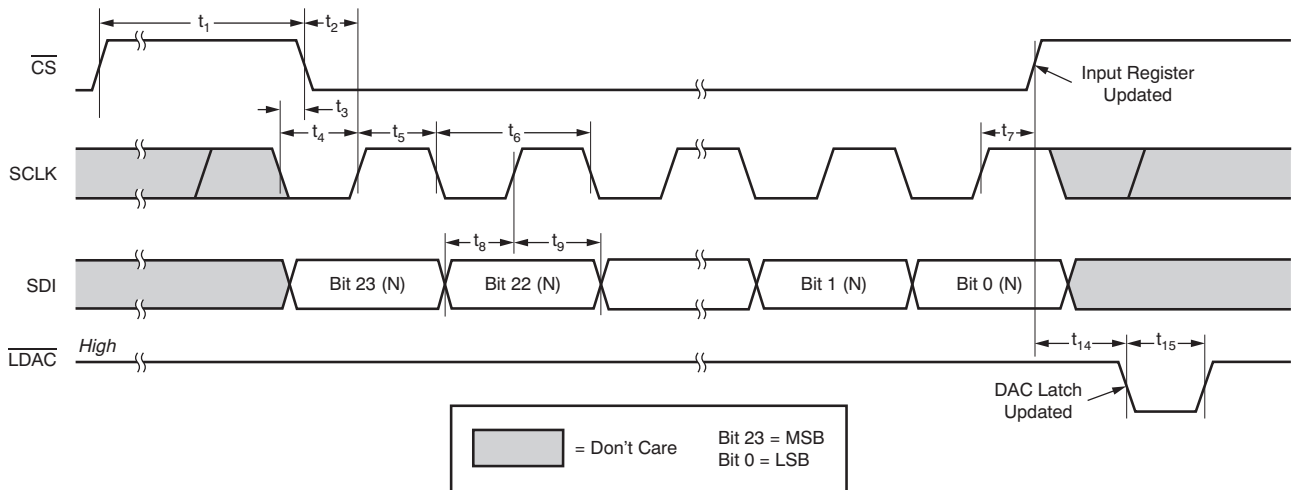 t1
t2
CS
Input Register
Updated
t3
t4
t5
t6
t7
SCLK
t8
t9
SDI
Bit 23 (N)
Bit 22 (N)
Bit 1 (N)
Bit 0 (N)
High
LDAC
t14
t15
DAC Latch
Updated
= Don't Care
Bit 23 = MSB
Bit 0 = LSB